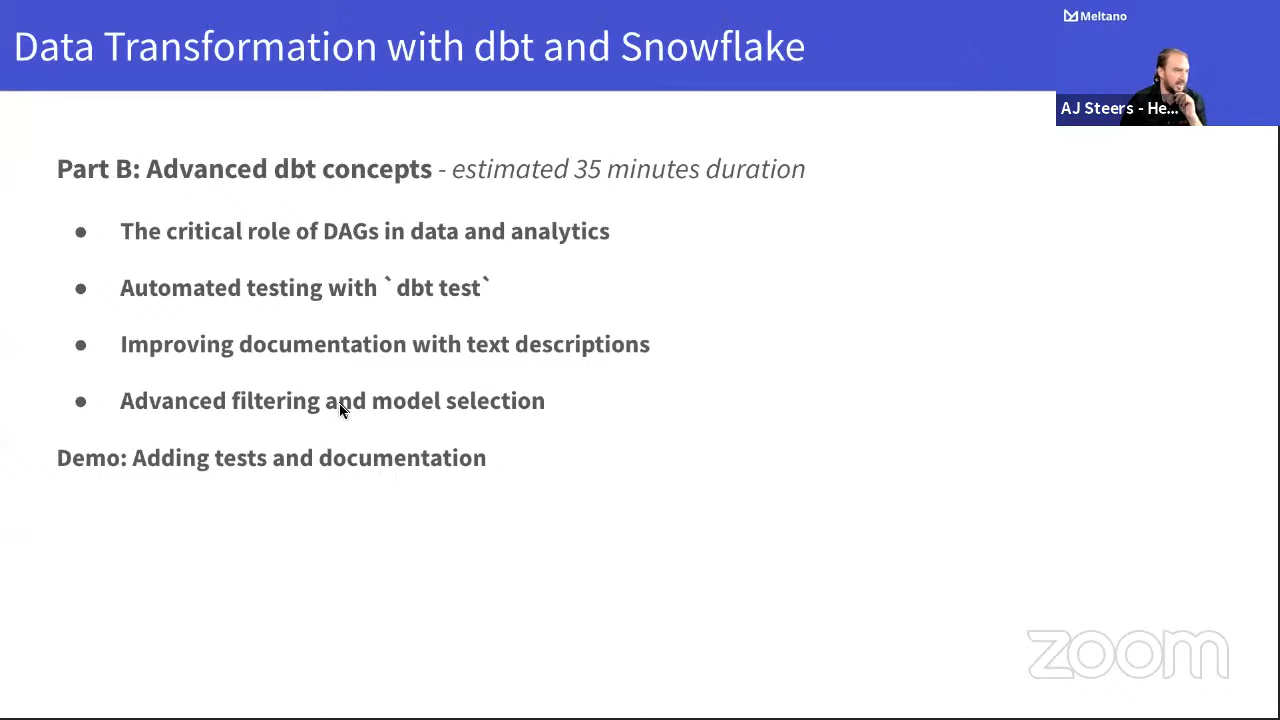 Data Transformation with dbt and Snowflake
Meltano
AJ Steers - He...
Part B: Advanced dbt concepts - estimated 35 minutes duration
● The critical role of DAGs in data and analytics
● Automated testing with `dbt test`
● Improving documentation with text descriptions
● Advanced filtering and model selection
Demo: Adding tests and documentation
zoom